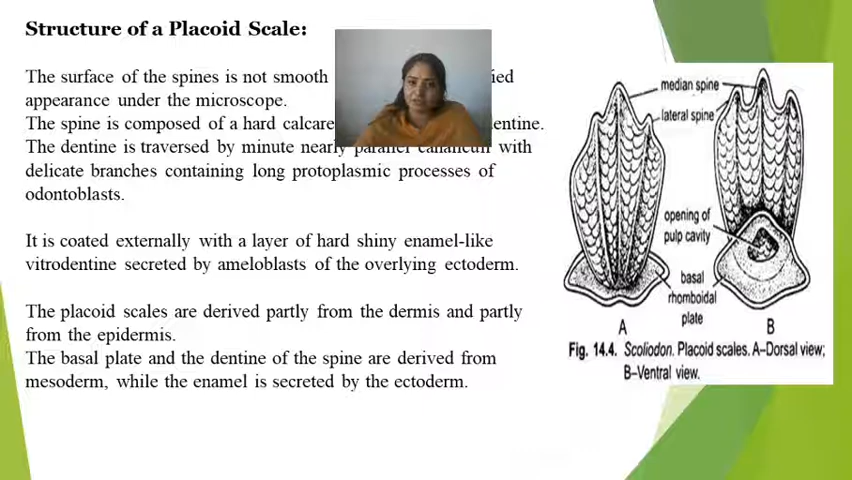 Structure of a Placoid Scale:
The surface of the spines is not smooth
appearance under the microscope.
The spine is composed of a hard
The dentine is traversed by minute nearly parallel canaliculi with
delicate branches containing long protoplasmic processes of
odontoblasts.
It is coated externally with a layer of hard shiny enamel-like
vitrodentine secreted by ameloblasts of the overlying ectoderm.
The placoid scales are derived partly from the dermis and partly
from the epidermis.
The basal plate and the dentine of the spine are derived from
mesoderm, while the enamel is secreted by the ectoderm.
median spine
lateral spine
opening of
pulp cavity
basal
rhomboidal
plate
A
B
Fig. 14.4. Scoliodon. Placoid scales. A–Dorsal view;
B–Ventral view.